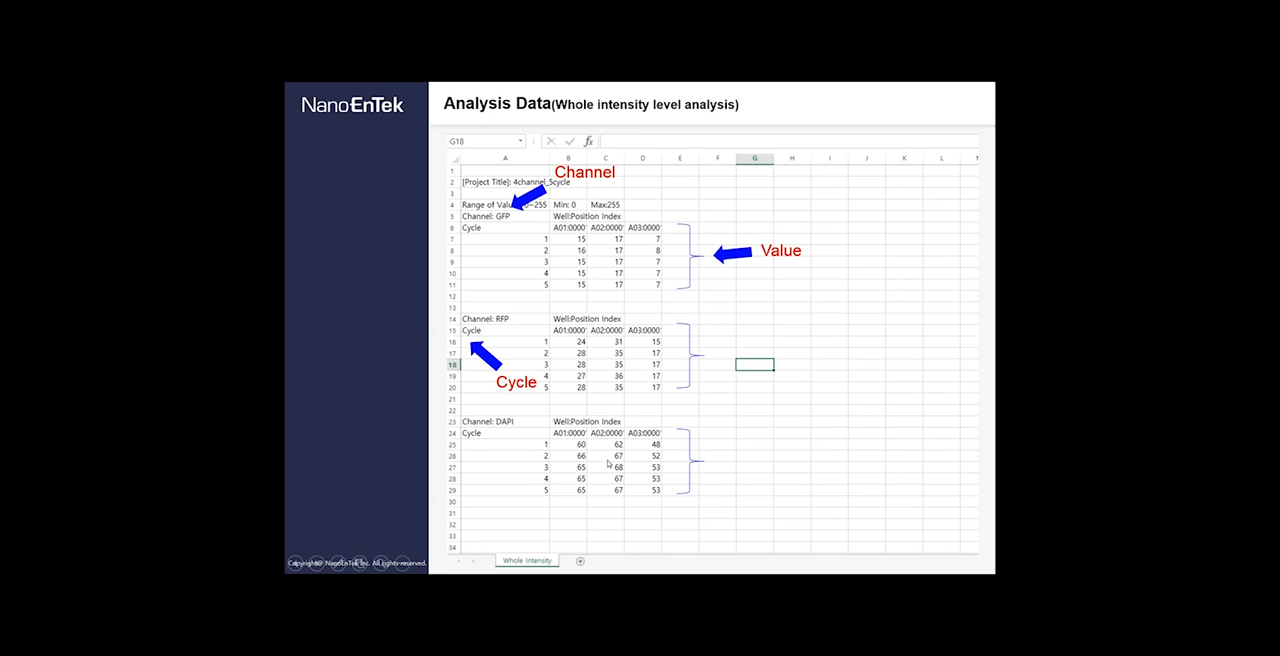 NanoEnTek
Analysis Data(Whole intensity level analysis)
G18 fx
A B C D E F G H I J K L
1
2 [Project Title]: 4channel_5cycle
Channel
3
4 Range of 0~255 Min: 0 Max:255
5 Channel: GFP Well:Position Index
6 Cycle A01:0000 A02:0000 A03:0000
7 1 15 17 7
8 2 16 17 8
Value
9 3 15 17 7
10 4 15 17 7
11 5 15 17 7
12
13
14 Channel: RFP Well:Position Index
15 Cycle A01:0000 A02:0000 A03:0000
16 1 24 31 15
17 2 28 35 17
18 3 28 35 17
19 4 27 36 17
Cycle
20 5 28 35 17
21
22
23 Channel: DAPI Well:Position Index
24 Cycle A01:0000 A02:0000 A03:0000
25 1 60 62 48
26 2 66 67 52
27 3 65 68 53
28 4 65 67 53
29 5 65 67 53
30
31
32
33
34
Whole Intensity
Copyright© NanoEnTek Inc. All rights reserved.